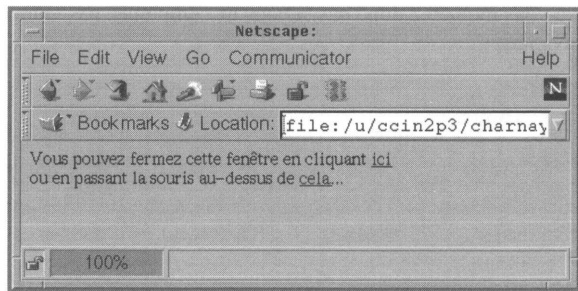 Netscape:
File Edit View Go Communicator Help
N
Bookmarks Location: file:/u/ccin2p3/charnay
Vous pouvez fermez cette fenêtre en cliquant ici
ou en passant la souris au-dessus de cela...
100%